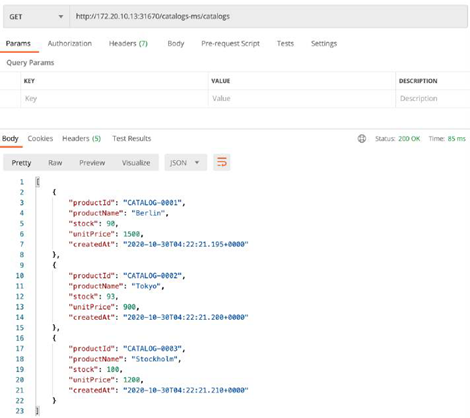 GET http://172.20.10.13:31670/catalogs-ms/catalogs
Params Authorization Headers (7) Body Pre-request Script Tests Settings
Query Params
KEY VALUE DESCRIPTION
Key Value Description
Body Cookies Headers (5) Test Results Status: 200 OK Time: 85 ms
Pretty Raw Preview Visualize JSON
1 [
2 {
3 "productId": "CATALOG-0001",
4 "productName": "Berlin",
5 "stock": 90,
6 "unitPrice": 1500,
7 "createdAt": "2020-10-30T04:22:21.195+0000"
8 },
9 {
10 "productId": "CATALOG-0002",
11 "productName": "Tokyo",
12 "stock": 93,
13 "unitPrice": 900,
14 "createdAt": "2020-10-30T04:22:21.200+0000"
15 },
16 {
17 "productId": "CATALOG-0003",
18 "productName": "Stockholm",
19 "stock": 100,
20 "unitPrice": 1200,
21 "createdAt": "2020-10-30T04:22:21.210+0000"
22 }
23 ]